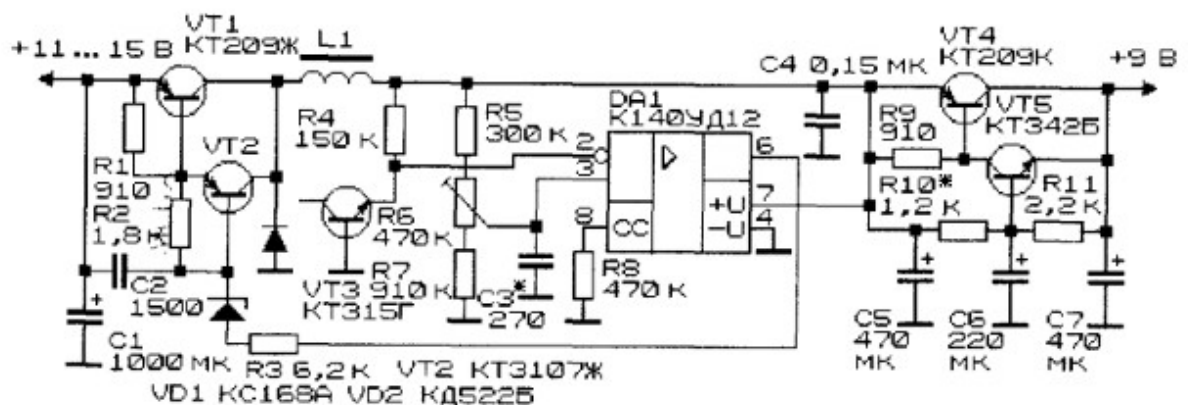 +11 ... 15 В
VT1
КТ209Ж
L1
R1
910
VT2
R2
1,8 к
C2
1500
C1
1000 МК
R4
150 к
R5
300 к
R6
470 к
R7
910 к
VT3
КТ315Г
C3*
270
R3 6,2 к
DA1
К140УД12
2
3
8
CC
6
7
4
+U
-U
R8
470 к
C4 0,15 МК
VT4
КТ209К
+9 В
VT5
КТ342Б
R9
910
R10*
1,2 к
R11
2,2 к
C5
470
МК
C6
220
МК
C7
470
МК
VT2 КТ3107Ж
VD1 КС168А VD2 КД522Б